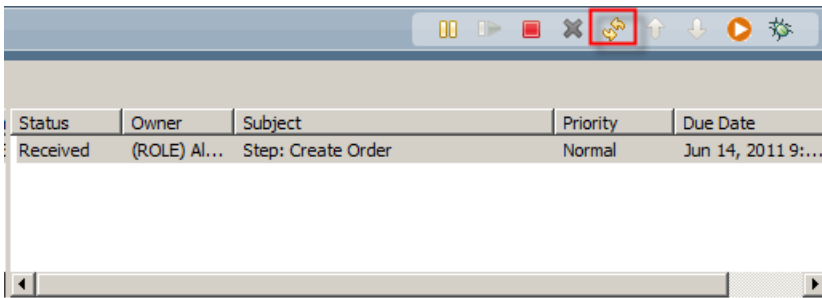 Status Owner Subject Priority Due Date
Received (ROLE) Al... Step: Create Order Normal Jun 14, 2011 9:...